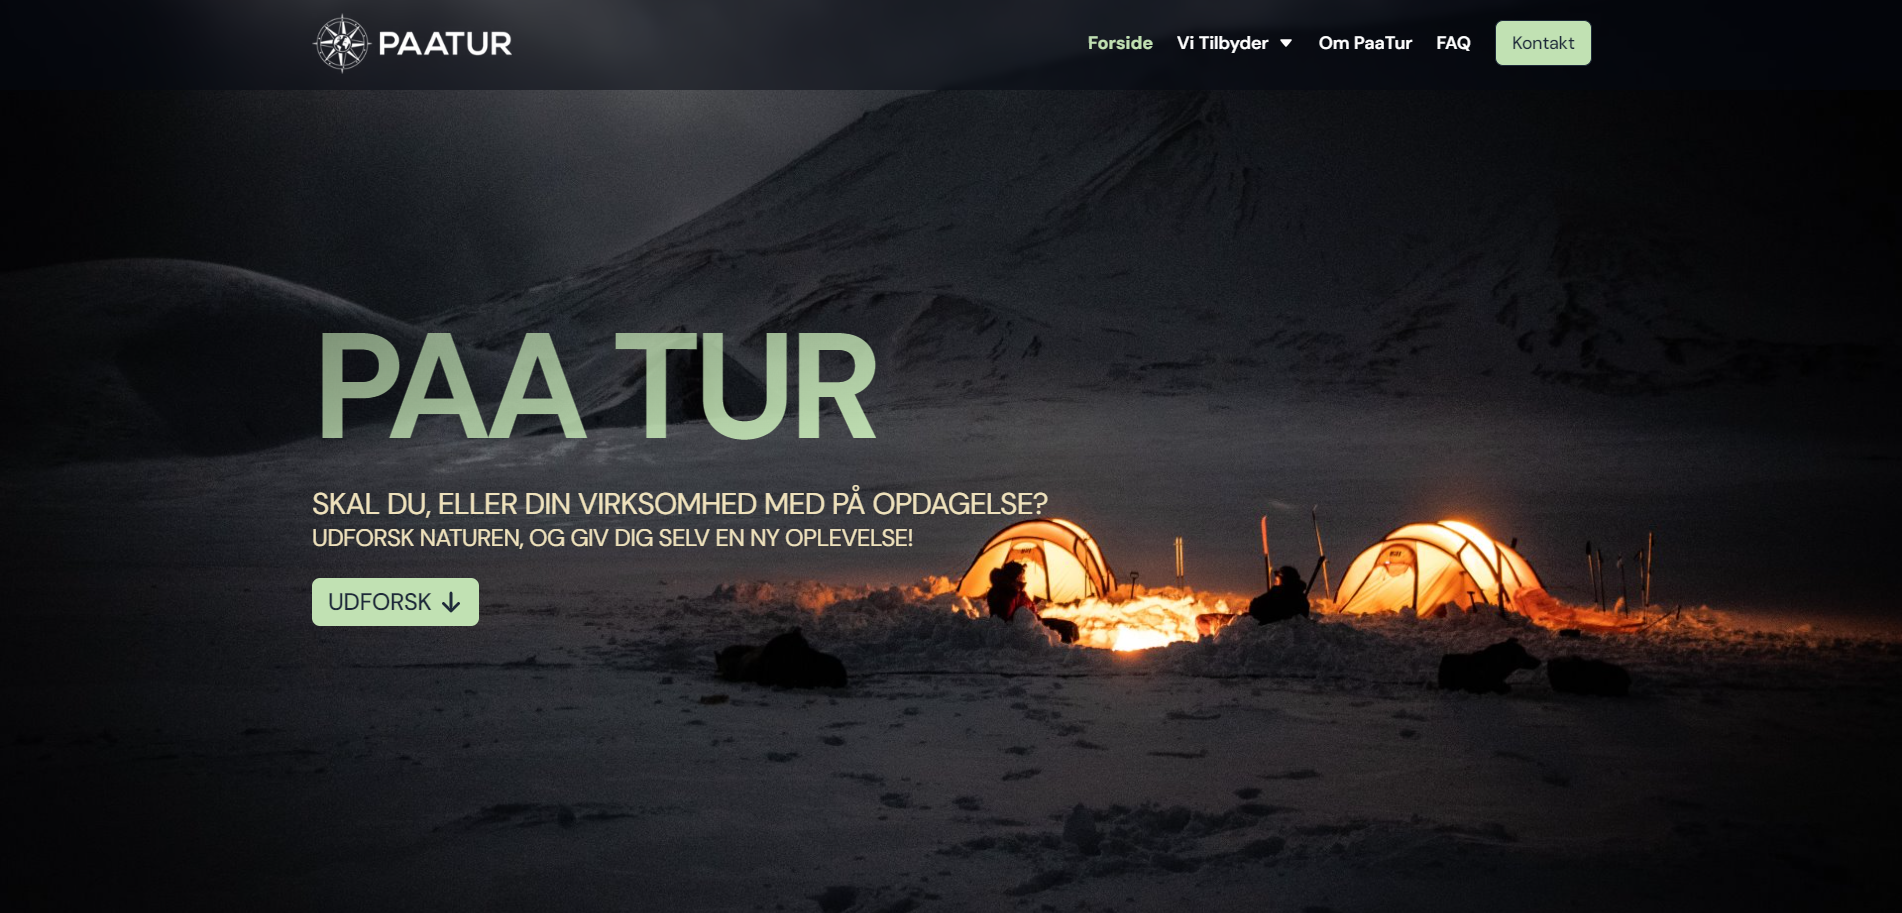 PAATUR
Forside
Vi Tilbyder
Om PaaTur
FAQ
Kontakt
PAA TUR
SKAL DU, ELLER DIN VIRKSOMHED MED PÅ OPDAGELSE?
UDFORSK NATUREN, OG GIV DIG SELV EN NY OPLEVELSE!
UDFORSK